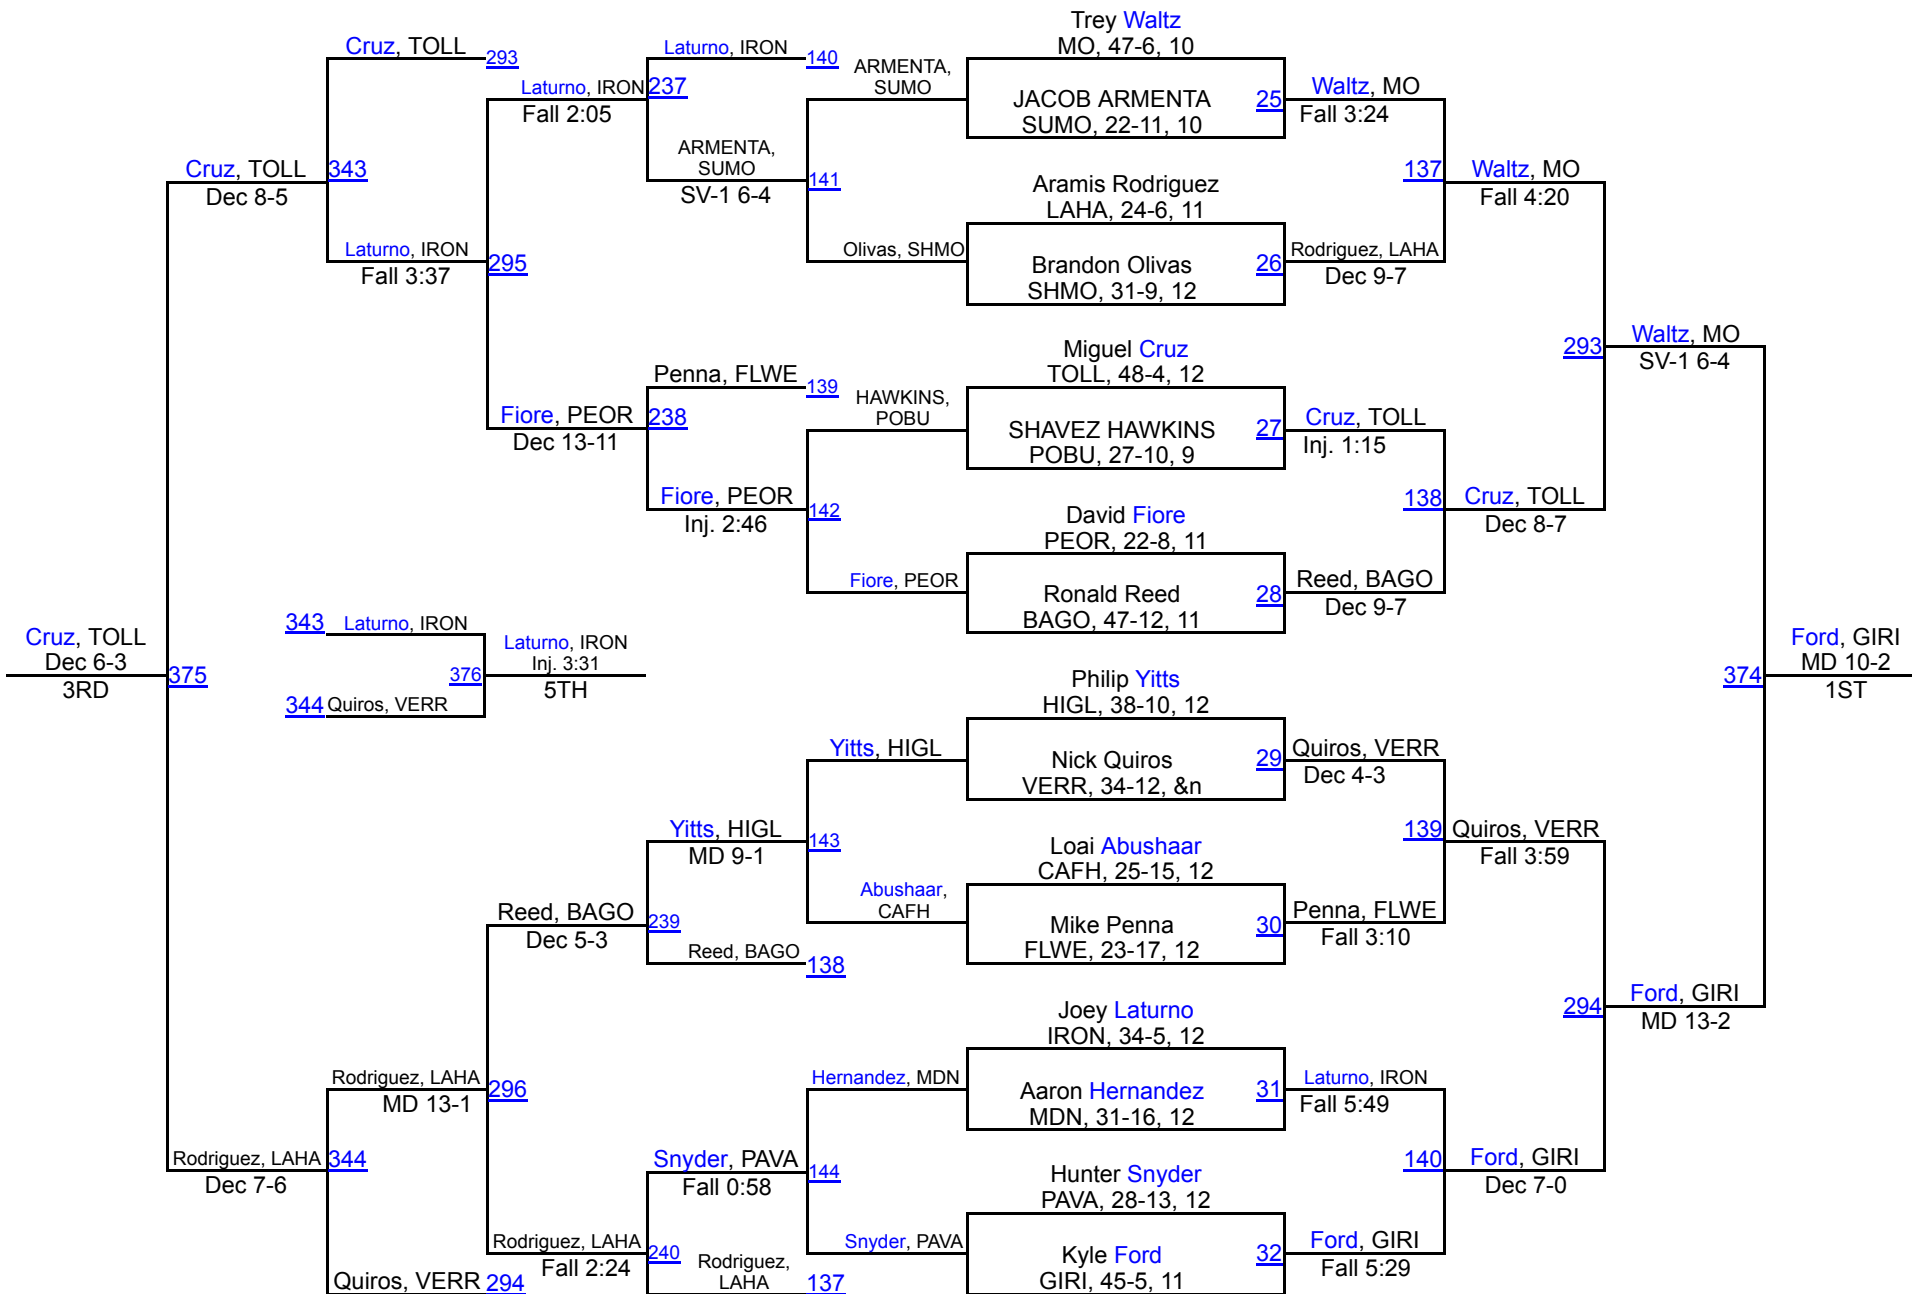 Cruz, TOLL
293
Laturno, IRON
Fall 2:05
Cruz, TOLL
Dec 8-5
343
Laturno, IRON
Fall 3:37
295
Laturno, IRON
140
237
ARMENTA,
SUMO
SV-1 6-4
ARMENTA,
SUMO
141
Olivas, SHMO
Penna, FLWE
139
Fiore, PEOR
Dec 13-11
238
Fiore, PEOR
Inj. 2:46
HAWKINS,
POBU
142
Fiore, PEOR
Cruz, TOLL
Dec 6-3
3RD
375
343
Laturno, IRON
344
Quiros, VERR
376
Laturno, IRON
Inj. 3:31
5TH
Yitts, HIGL
Yitts, HIGL
MD 9-1
143
Abushaar,
CAFH
Reed, BAGO
Dec 5-3
239
Reed, BAGO
138
Rodriguez, LAHA
MD 13-1
296
Hernandez, MDN
Rodriguez, LAHA
Dec 7-6
344
Snyder, PAVA
Fall 0:58
144
Snyder, PAVA
Rodriguez, LAHA
Fall 2:24
240
Rodriguez,
LAHA
137
Quiros, VERR
294
Trey Waltz
MO, 47-6, 10
JACOB ARMENTA
SUMO, 22-11, 10
25
Aramis Rodriguez
LAHA, 24-6, 11
Brandon Olivas
SHMO, 31-9, 12
26
Miguel Cruz
TOLL, 48-4, 12
SHAVEZ HAWKINS
POBU, 27-10, 9
27
David Fiore
PEOR, 22-8, 11
Ronald Reed
BAGO, 47-12, 11
28
Philip Yitts
HIGL, 38-10, 12
Nick Quiros
VERR, 34-12, &n
29
Loai Abushaar
CAFH, 25-15, 12
Mike Penna
FLWE, 23-17, 12
30
Joey Laturno
IRON, 34-5, 12
Aaron Hernandez
MDN, 31-16, 12
31
Hunter Snyder
PAVA, 28-13, 12
Kyle Ford
GIRI, 45-5, 11
32
Waltz, MO
Fall 3:24
137
Rodriguez, LAHA
Dec 9-7
Waltz, MO
Fall 4:20
Cruz, TOLL
Inj. 1:15
138
Reed, BAGO
Dec 9-7
Cruz, TOLL
Dec 8-7
293
Waltz, MO
SV-1 6-4
Quiros, VERR
Dec 4-3
139
Penna, FLWE
Fall 3:10
Quiros, VERR
Fall 3:59
294
Laturno, IRON
Fall 5:49
140
Ford, GIRI
Fall 5:29
Ford, GIRI
Dec 7-0
Ford, GIRI
MD 13-2
374
Ford, GIRI
MD 10-2
1ST